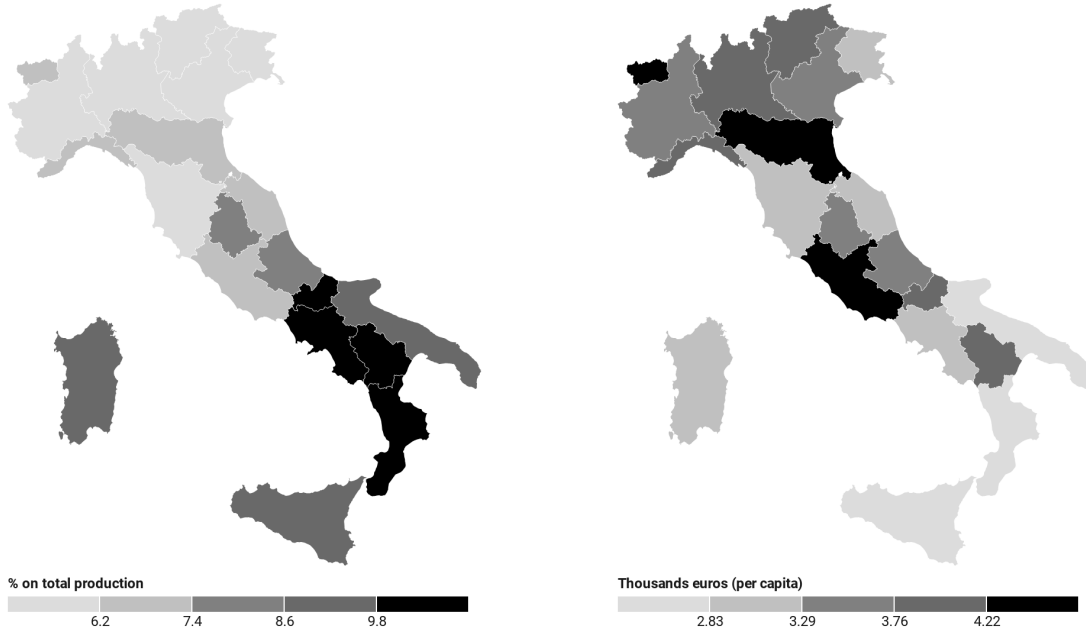 % on total production
6.2 7.4 8.6 9.8
Thousands euros (per capita)
2.83 3.29 3.76 4.22